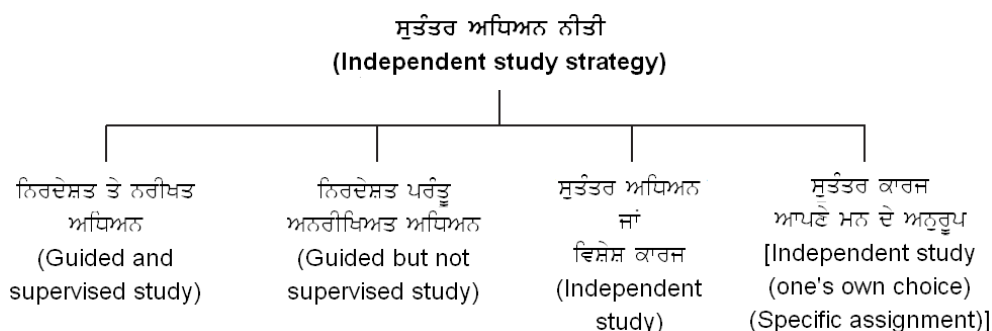 ਸੁਤੰਤਰ ਅਧਿਅਨ ਨੀਤੀ
(Independent study strategy)
ਨਿਰਦੇਸ਼ਤ ਤੇ ਨਰੀਖਤ
ਅਧਿਅਨ
(Guided and
supervised study)
ਨਿਰਦੇਸ਼ਤ ਪਰੰਤੂ
ਅਨਰੀਖਿਅਤ ਅਧਿਅਨ
(Guided but not
supervised study)
ਸੁਤੰਤਰ ਅਧਿਅਨ
ਜਾਂ
ਵਿਸ਼ੇਸ਼ ਕਾਰਜ
(Independent
study)
ਸੁਤੰਤਰ ਕਾਰਜ
ਆਪਣੇ ਮਨ ਦੇ ਅਨੁਰੂਪ
[Independent study
(one's own choice)
(Specific assignment)]